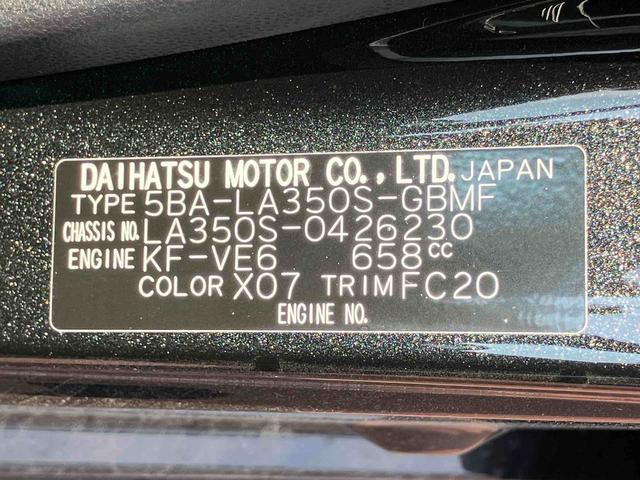 DAIHATSU MOTOR CO., LTD. JAPAN
TYPE 5BA-LA350S-GBMF
CHASSIS NO. LA350S-0426230
ENGINE KF-VE6 658cc
COLOR X07 TRIM FC20
ENGINE NO.